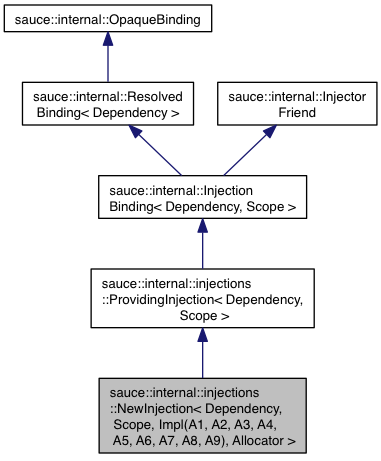 sauce::internal::OpaqueBinding
sauce::internal::Resolved
Binding< Dependency >
sauce::internal::Injector
Friend
sauce::internal::Injection
Binding< Dependency, Scope >
sauce::internal::injections
::ProvidingInjection< Dependency,
Scope >
sauce::internal::injections
::NewInjection< Dependency,
Scope, Impl(A1, A2, A3, A4,
A5, A6, A7, A8, A9), Allocator >